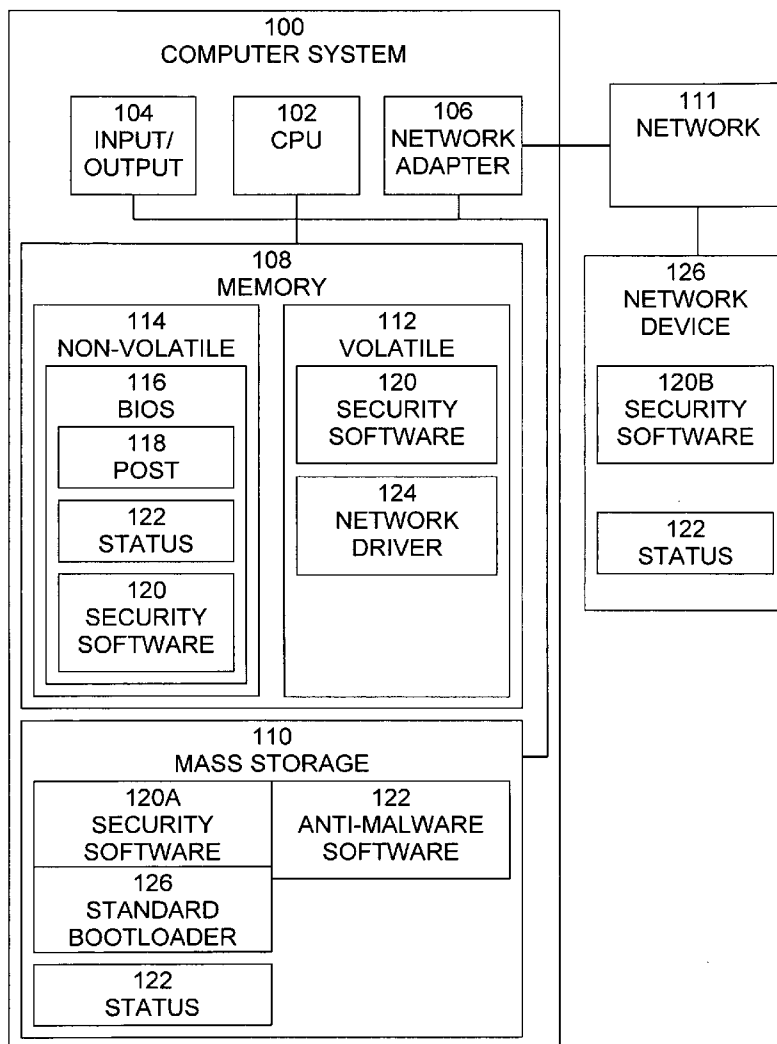 100
COMPUTER SYSTEM
104
INPUT/
OUTPUT
102
CPU
106
NETWORK
ADAPTER
111
NETWORK
108
MEMORY
114
NON-VOLATILE
116
BIOS
118
POST
122
STATUS
120
SECURITY
SOFTWARE
112
VOLATILE
120
SECURITY
SOFTWARE
124
NETWORK
DRIVER
126
NETWORK
DEVICE
120B
SECURITY
SOFTWARE
122
STATUS
110
MASS STORAGE
120A
SECURITY
SOFTWARE
122
ANTI-MALWARE
SOFTWARE
126
STANDARD
BOOTLOADER
122
STATUS